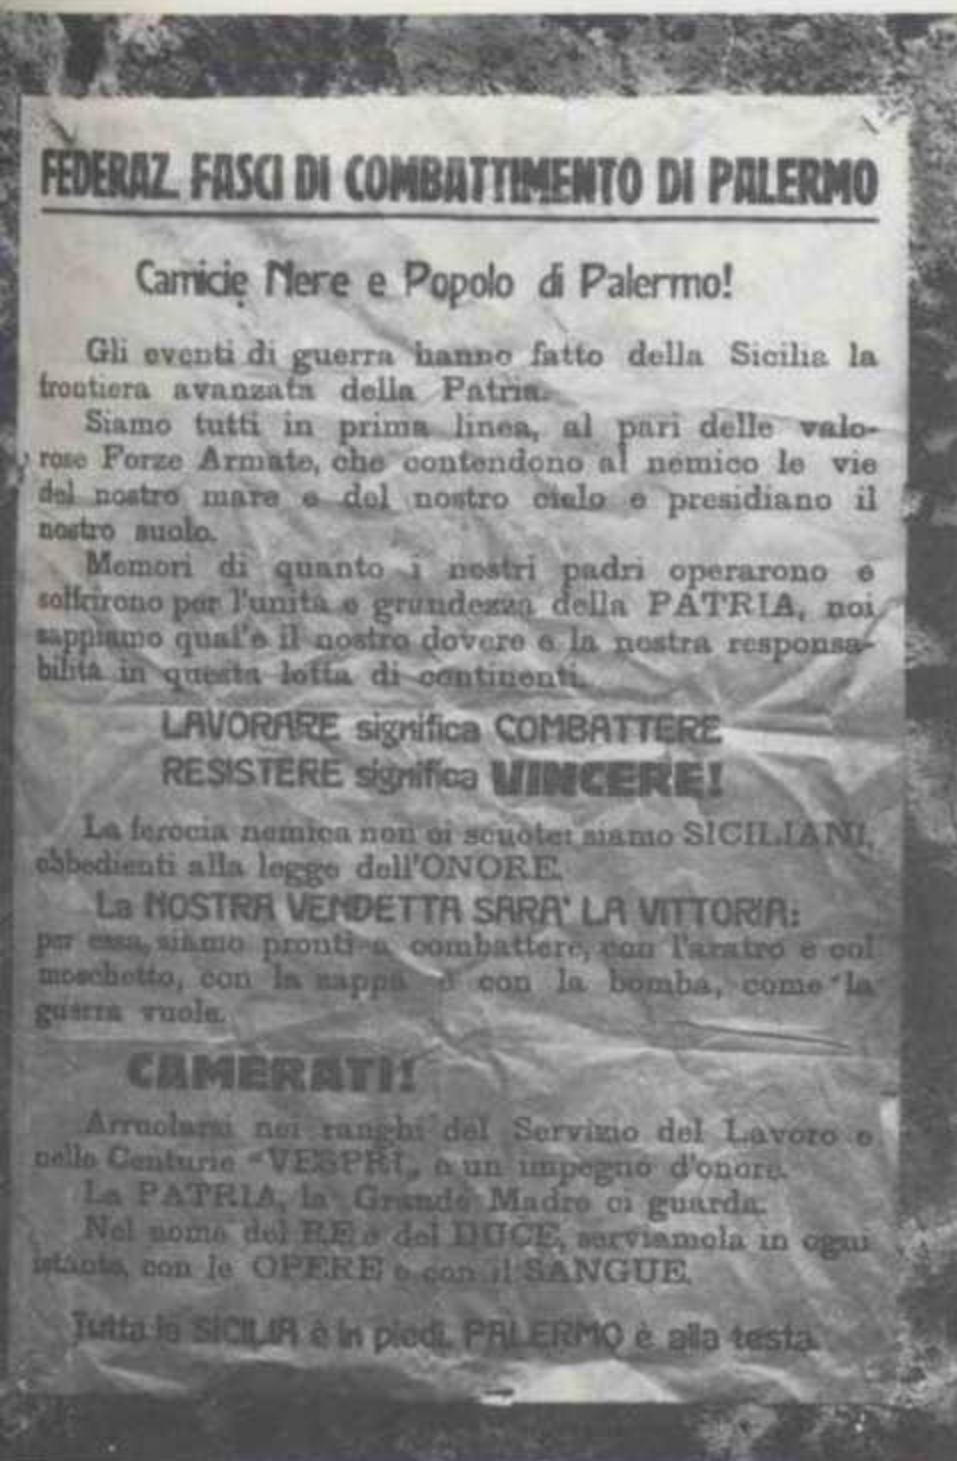 FEDERAZ. FASCI DI COMBATTIMENTO DI PALERMO
Camicie Nere e Popolo di Palermo!
Gli eventi di guerra hanno fatto della Sicilia la
frontiera avanzata della Patria.
Siamo tutti in prima linea, al pari delle valo-
rose Forze Armate, che contendono al nemico le vie
del nostro mare e del nostro cielo e presidiano il
nostro suolo.
Memori di quanto i nostri padri operarono e
soffrirono per l'unità e grandezza della PATRIA, noi
sappiamo qual'è il nostro dovere e la nostra responsa-
bilità in questa lotta di continenti.
LAVORARE significa COMBATTERE
RESISTERE significa VINCERE!
La ferocia nemica non ci scuote: siamo SICILIANI,
obbedienti alla legge dell'ONORE.
La NOSTRA VENDETTA SARA' LA VITTORIA:
per essa, siamo pronti a combattere, con l'aratro e col
moschetto, con la zappa e con la bomba, come la
guerra vuole.
CAMERATI!
Arruolarsi nei ranghi del Servizio del Lavoro e
nelle Centurie "VESPRI„ è un impegno d'onore.
La PATRIA, la Grande Madre ci guarda.
Nel nome del RE e del DUCE, serviamola in ogni
istante, con le OPERE e con il SANGUE.
Tutta la SICILIA è in piedi. PALERMO è alla testa.